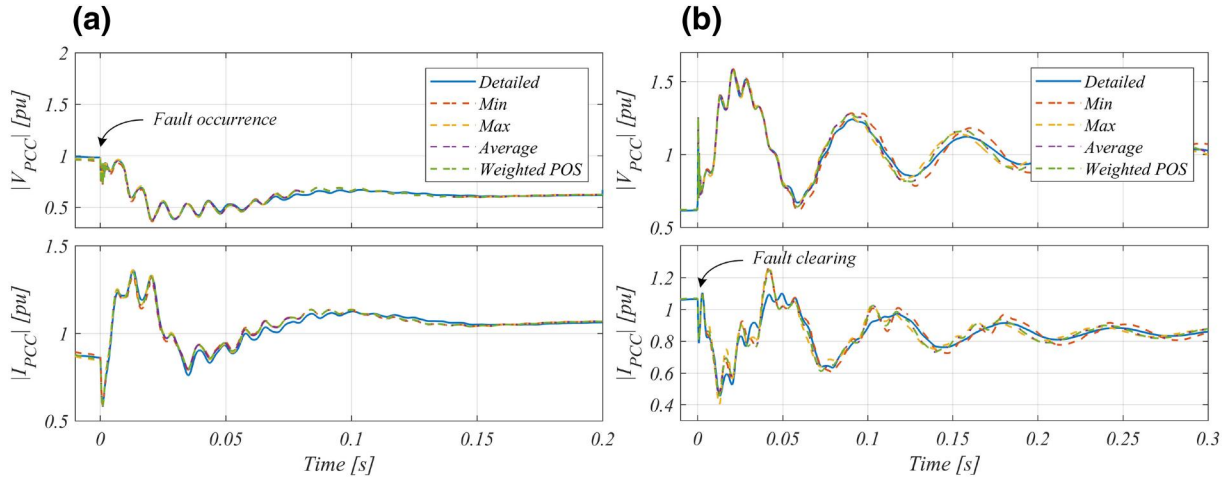 (a)
2
1.5
1
0.5
|V_PCC| [pu]
Fault occurrence
Detailed
Min
Max
Average
Weighted POS
1.5
1
0.5
|I_PCC| [pu]
0
0.05
0.1
0.15
0.2
Time [s]
(b)
1.5
1
0.5
|V_PCC| [pu]
Detailed
Min
Max
Average
Weighted POS
1.2
1.0
0.8
0.6
0.4
|I_PCC| [pu]
Fault clearing
0
0.05
0.1
0.15
0.2
0.25
0.3
Time [s]